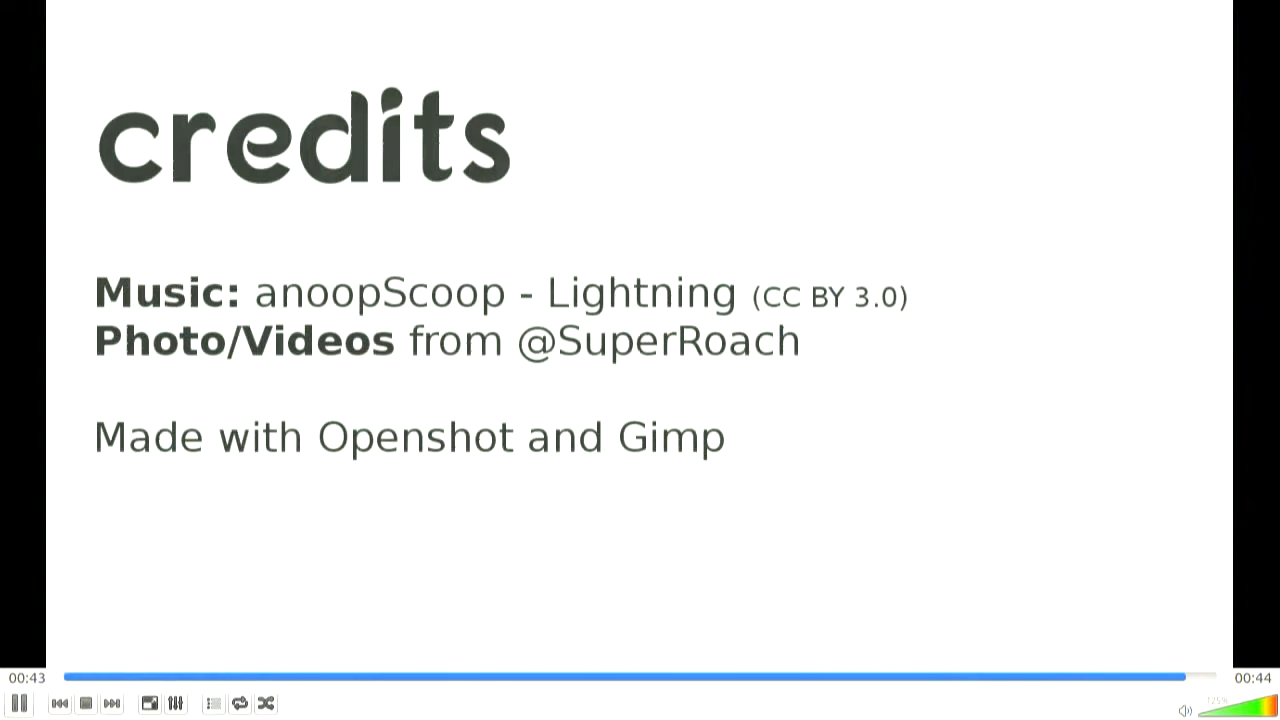 credits
Music: anoopScoop - Lightning (CC BY 3.0)
Photo/Videos from @SuperRoach
Made with Openshot and Gimp
00:43
00:44
125%